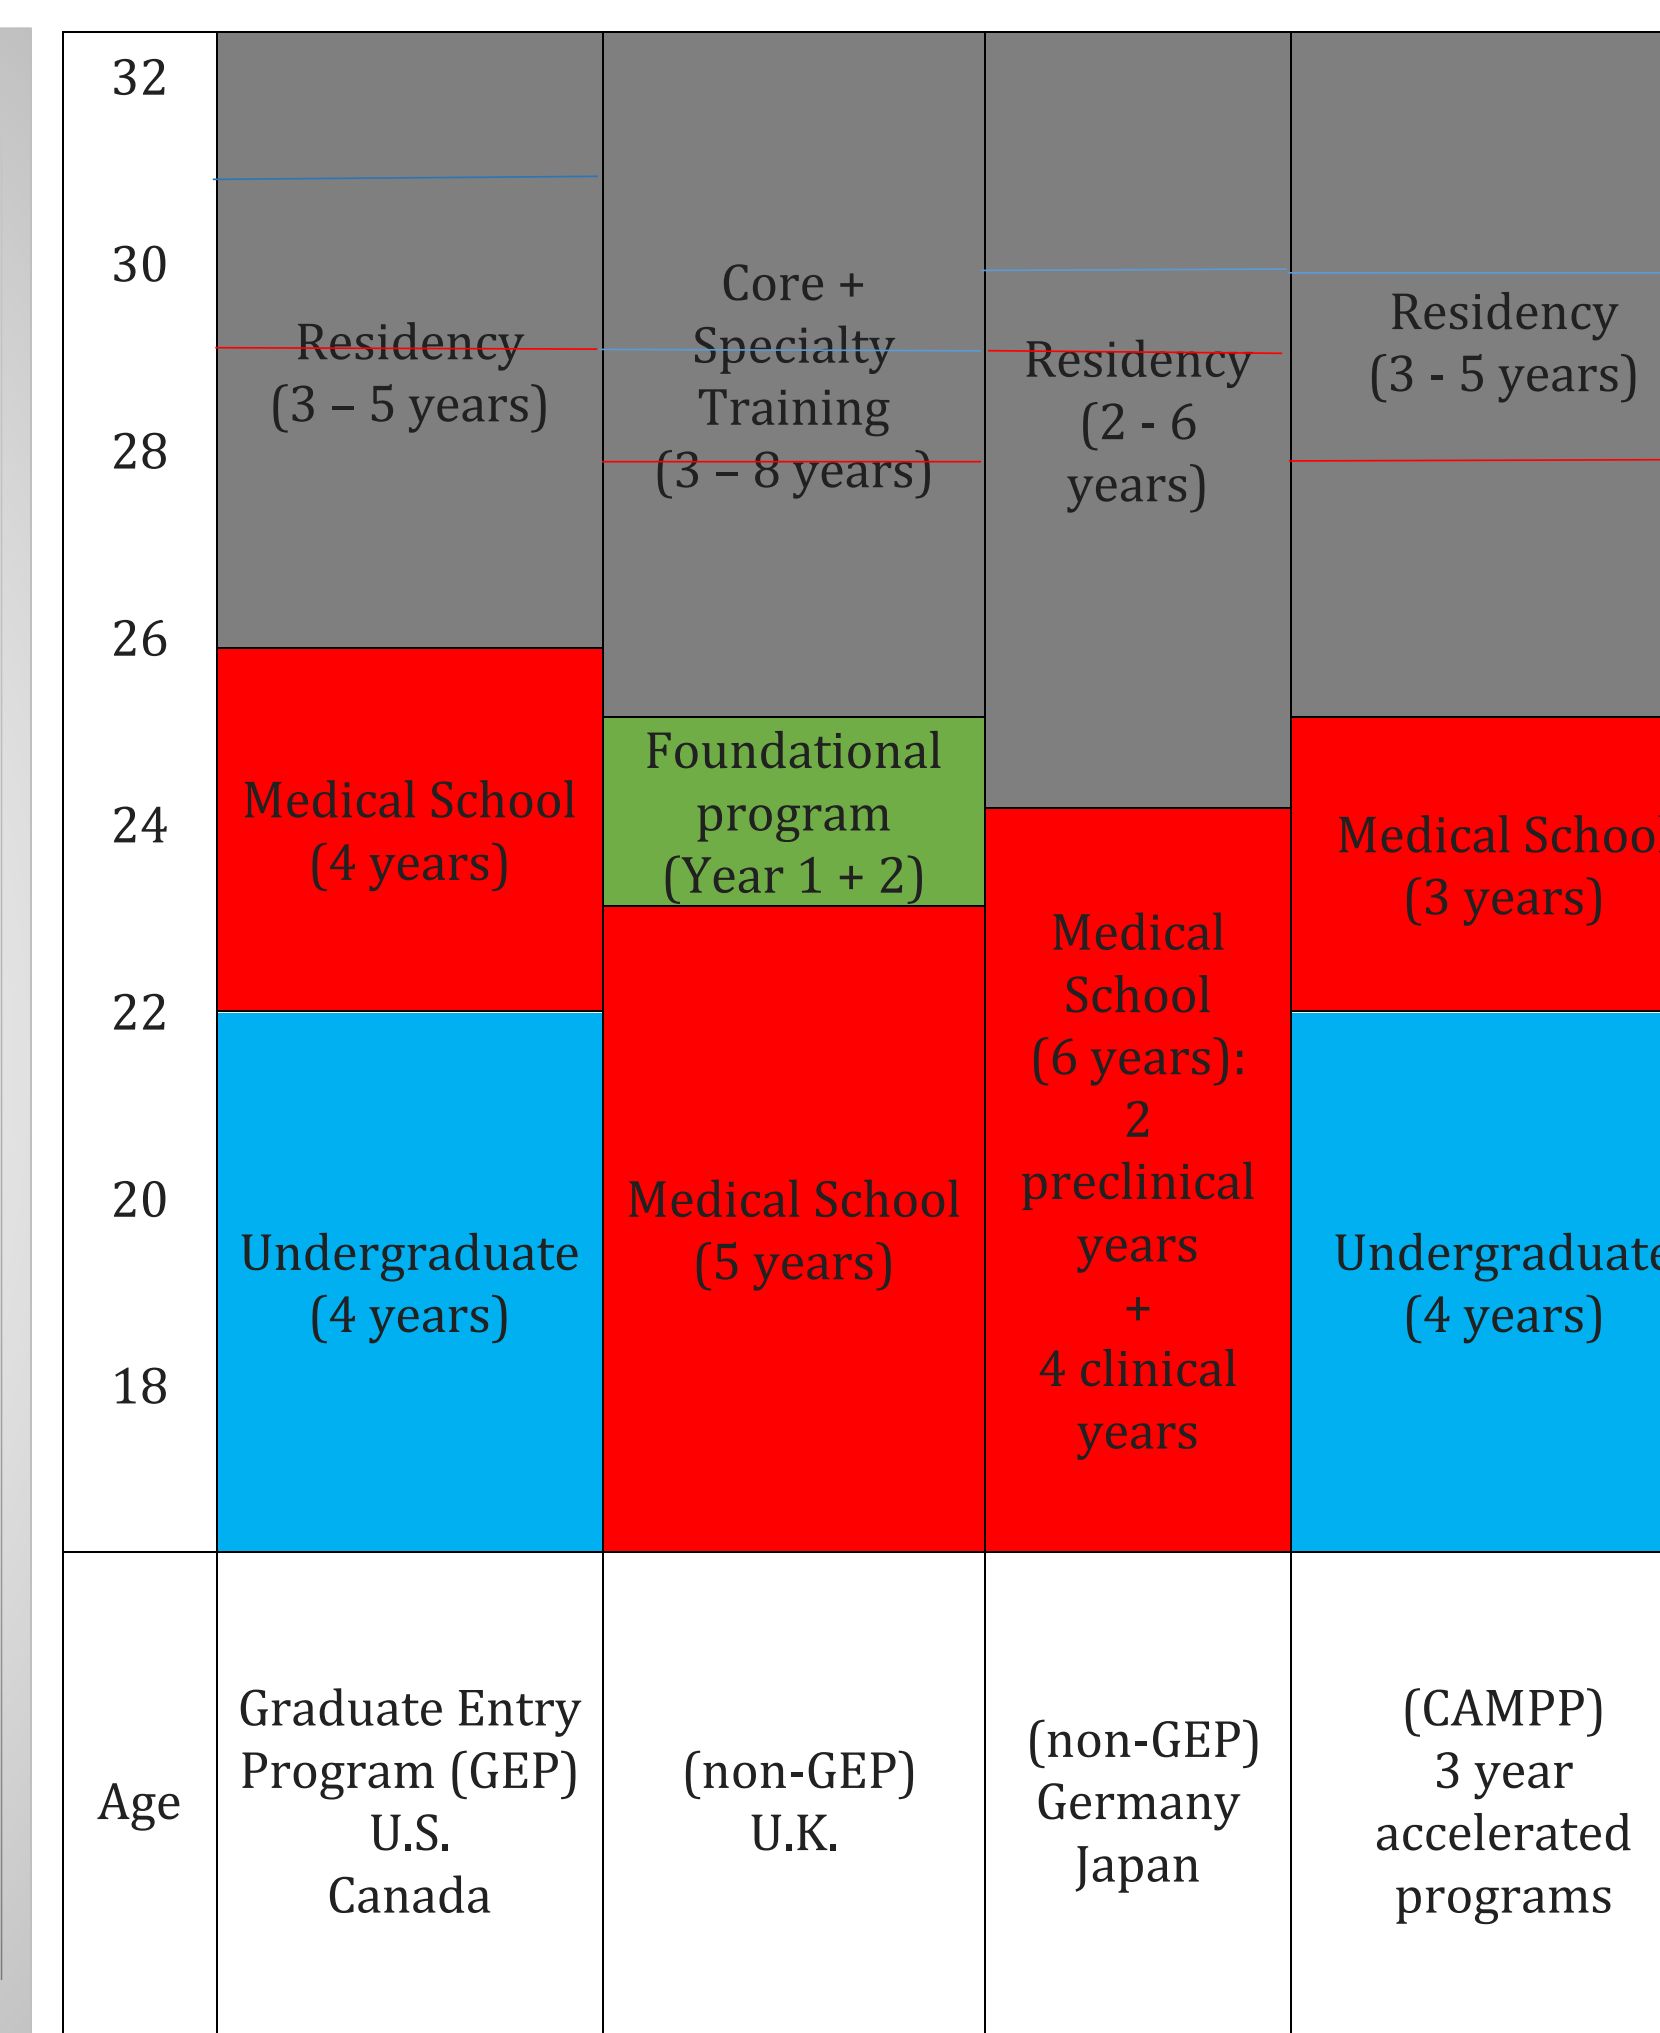 32
30
28
26
24
22
20
18
Residency
(3 – 5 years)
Medical School
(4 years)
Undergraduate
(4 years)
Core +
Specialty
Training
(3 – 8 years)
Foundational
program
(Year 1 + 2)
Medical School
(5 years)
Residency
(2 - 6
years)
Medical
School
(6 years):
2
preclinical
years
+
4 clinical
years
Residency
(3 - 5 years)
Medical School
(3 years)
Undergraduate
(4 years)
Age
Graduate Entry
Program (GEP)
U.S.
Canada
(non-GEP)
U.K.
(non-GEP)
Germany
Japan
(CAMPP)
3 year
accelerated
programs